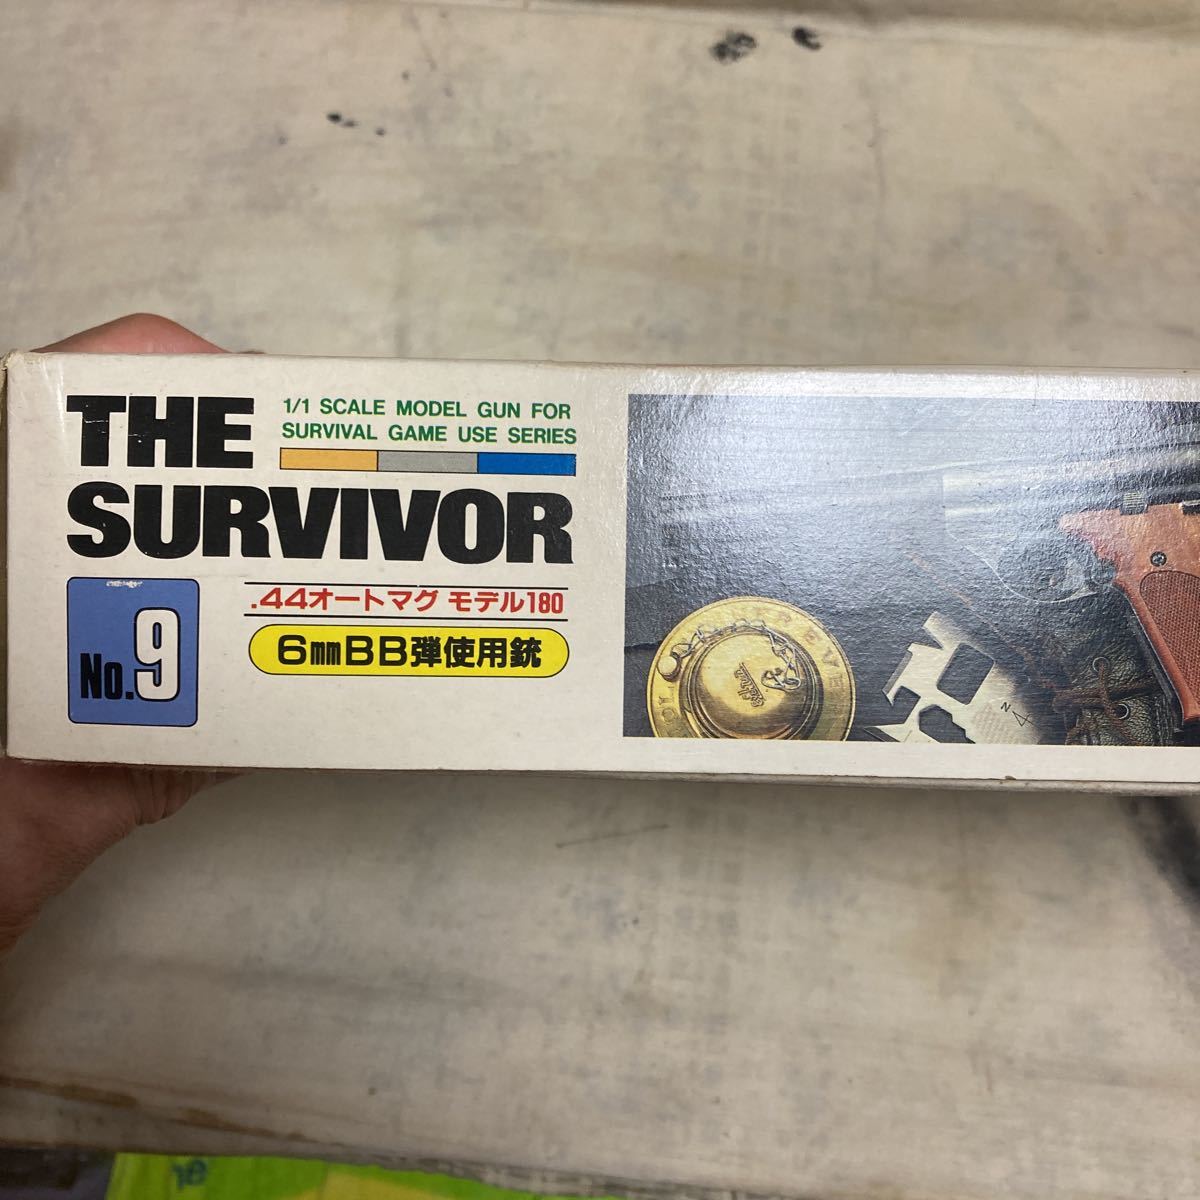 THE
SURVIVOR
1/1 SCALE MODEL GUN FOR
SURVIVAL GAME USE SERIES
No.9
.44オートマグ モデル180
6mmBB弾使用銃
N